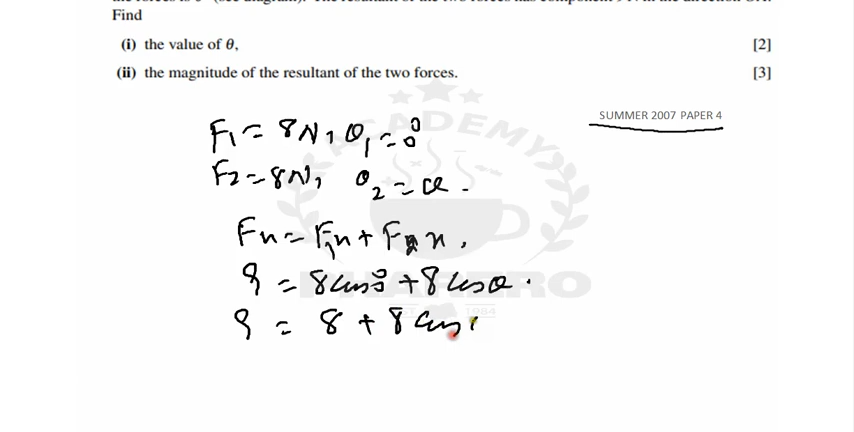 Find
(i) the value of θ, [2]
(ii) the magnitude of the resultant of the two forces. [3]
SUMMER 2007 PAPER 4
F₁ = 8N, θ₁ = 0°
F₂ = 8N, θ₂ = θ.
Fx = F₁x + F₂x,
9 = 8cos0° + 8cosθ.
9 = 8 + 8cos